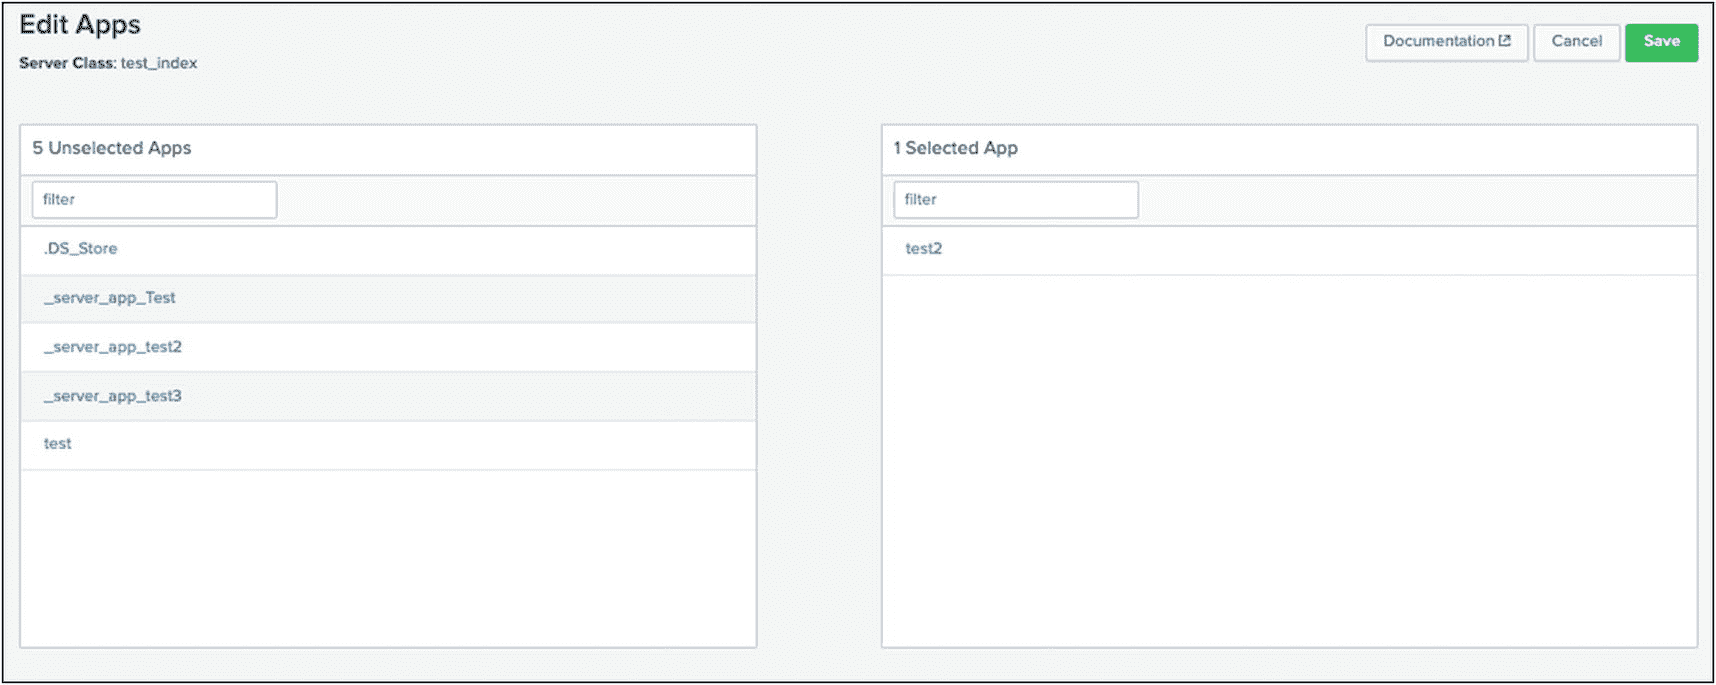 Edit Apps
Server Class: test_index
Documentation
Cancel
Save
5 Unselected Apps
filter
.DS_Store
_server_app_Test
_server_app_test2
_server_app_test3
test
1 Selected App
filter
test2